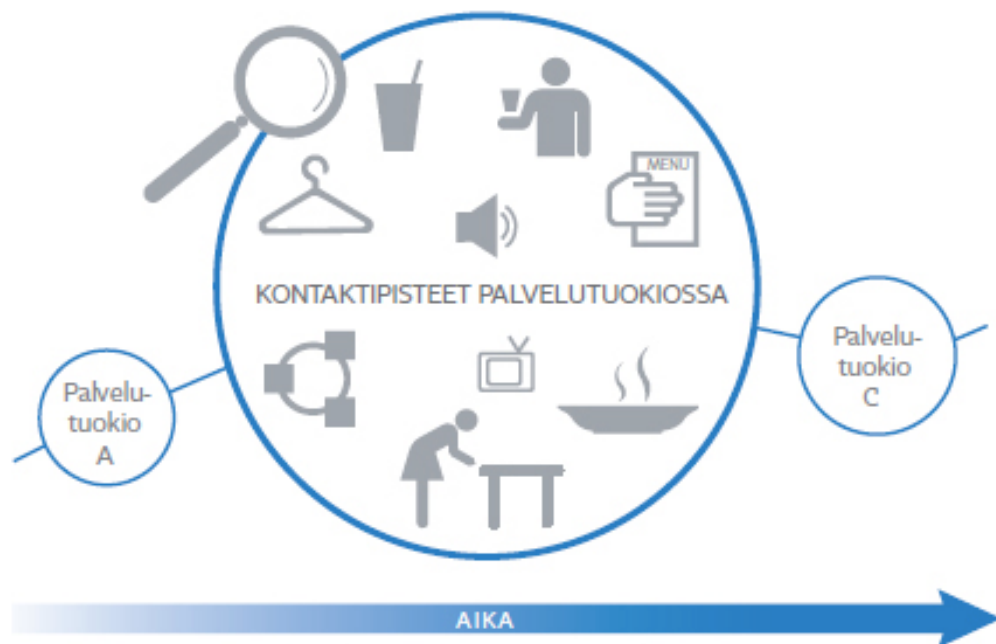 MENU
KONTAKTIPISTEET PALVELUTUOKIOSSA
Palvelu-
tuokio
A
Palvelu-
tuokio
C
AIKA